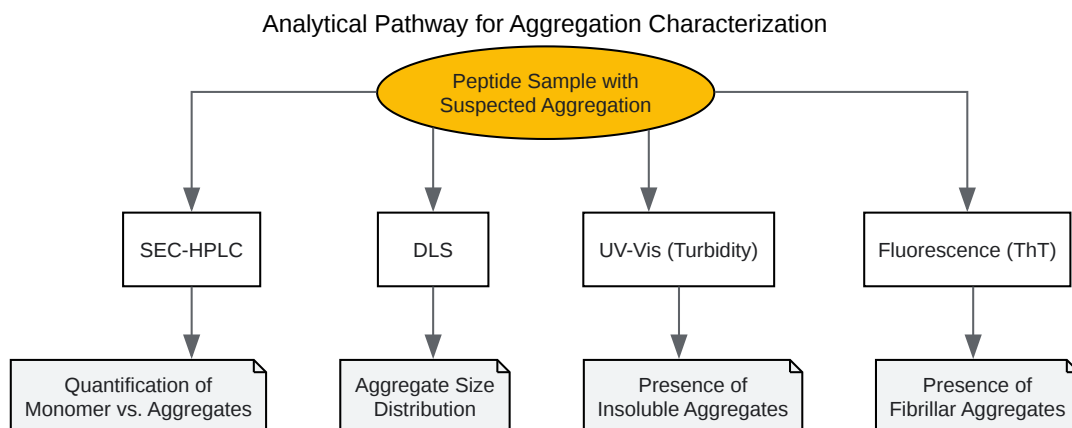 Analytical Pathway for Aggregation Characterization
Peptide Sample with
Suspected Aggregation
SEC-HPLC
DLS
UV-Vis (Turbidity)
Fluorescence (ThT)
Quantification of
Monomer vs. Aggregates
Aggregate Size
Distribution
Presence of
Insoluble Aggregates
Presence of
Fibrillar Aggregates